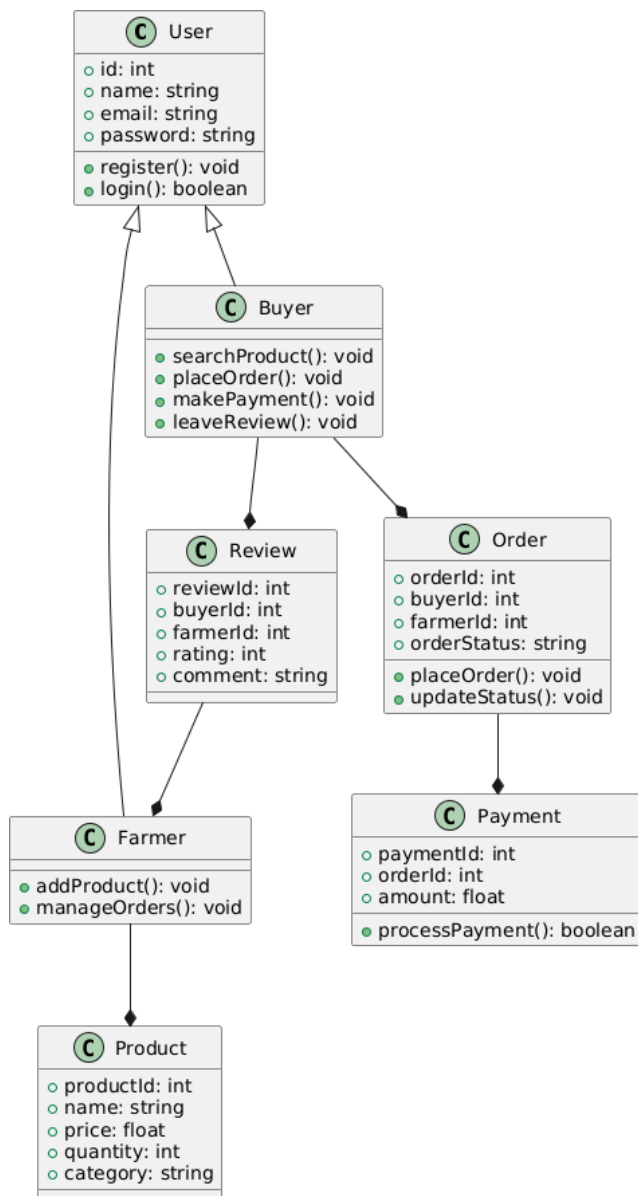 C User
id: int
name: string
email: string
password: string
register(): void
login(): boolean
C Buyer
searchProduct(): void
placeOrder(): void
makePayment(): void
leaveReview(): void
C Review
reviewId: int
buyerId: int
farmerId: int
rating: int
comment: string
C Order
orderId: int
buyerId: int
farmerId: int
orderStatus: string
placeOrder(): void
updateStatus(): void
C Farmer
addProduct(): void
manageOrders(): void
C Payment
paymentId: int
orderId: int
amount: float
processPayment(): boolean
C Product
productId: int
name: string
price: float
quantity: int
category: string